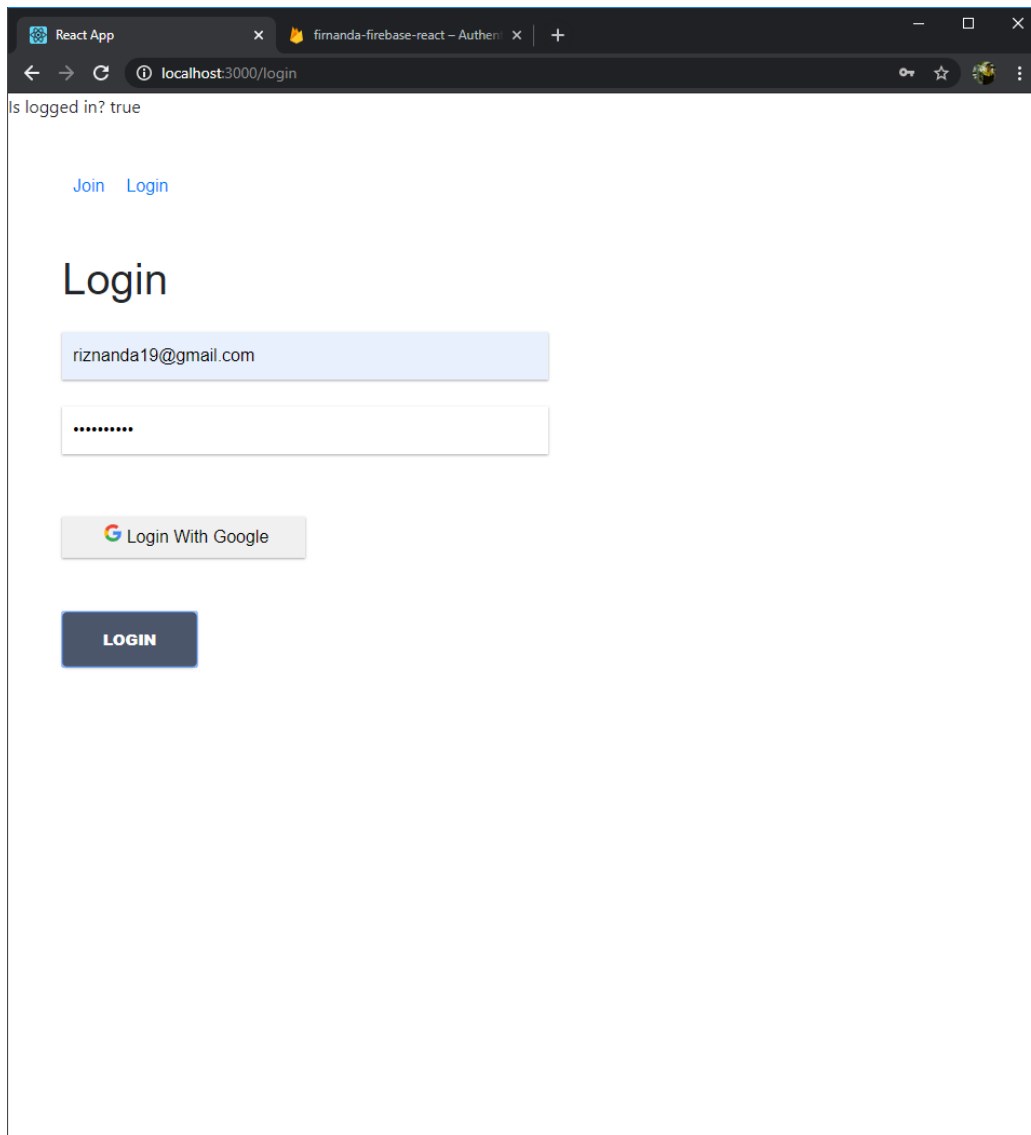 React App
firnanda-firebase-react – Authent
localhost:3000/login
Is logged in? true
Join Login
Login
riznanda19@gmail.com
••••••••••
Login With Google
LOGIN